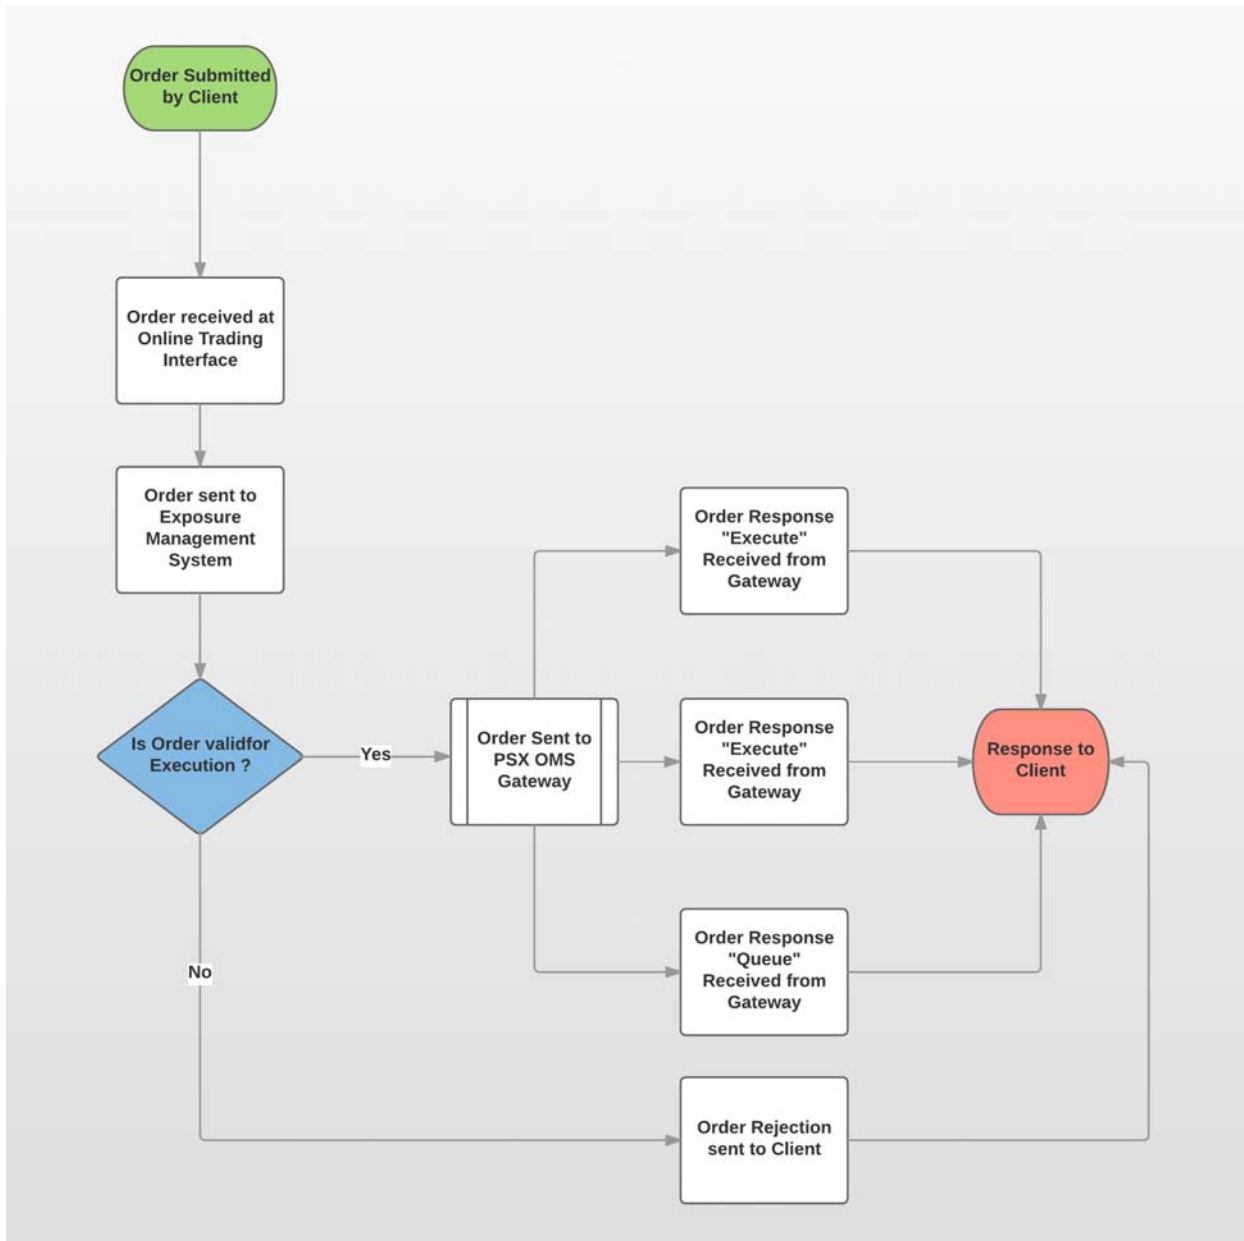 Order Submitted
by Client
Order received at
Online Trading
Interface
Order sent to
Exposure
Management
System
Is Order validfor
Execution ?
Yes
No
Order Sent to
PSX OMS
Gateway
Order Response
"Execute"
Received from
Gateway
Order Response
"Execute"
Received from
Gateway
Order Response
"Queue"
Received from
Gateway
Order Rejection
sent to Client
Response to
Client